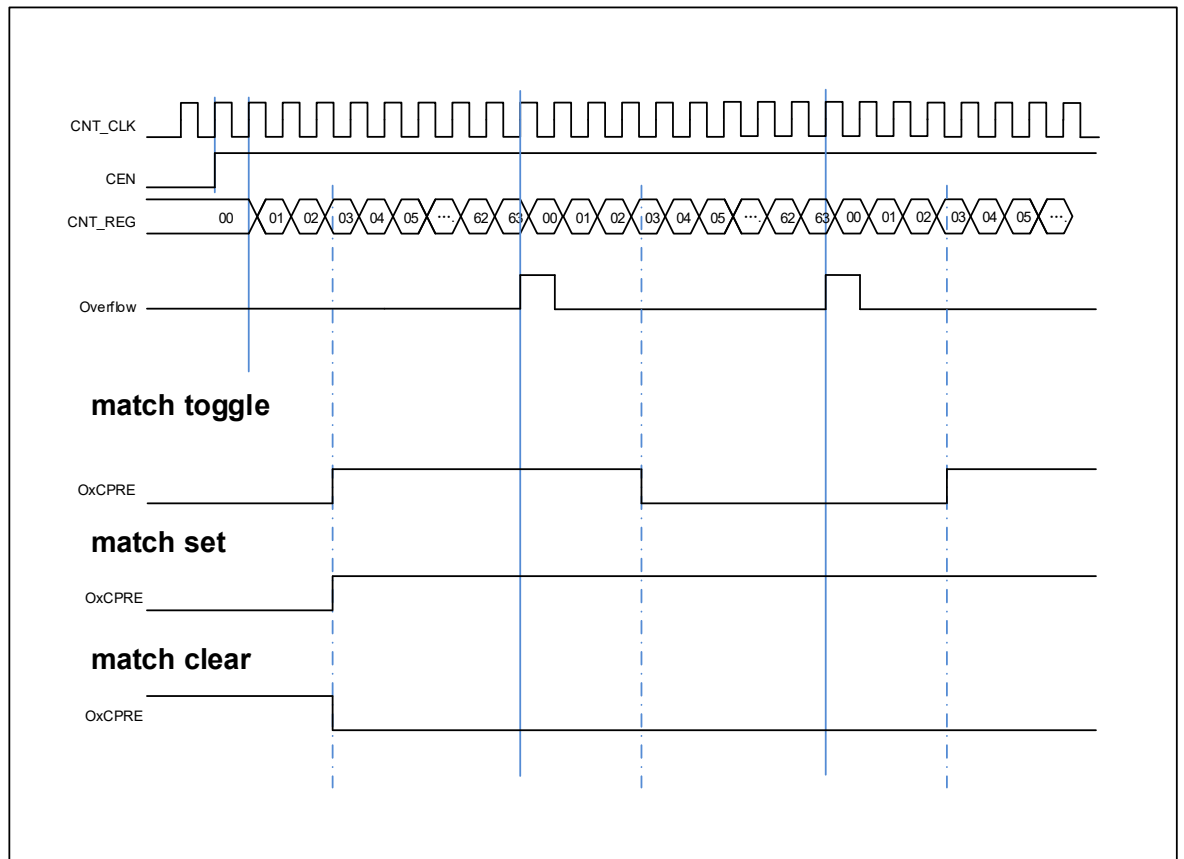 CNT_CLK
CEN
CNT_REG 00 01 02 03 04 05 ···. 62 63 00 01 02 03 04 05 ···. 62 63 00 01 02 03 04 05 ···.
Overflow
match toggle
OxCPRE
match set
OxCPRE
match clear
OxCPRE